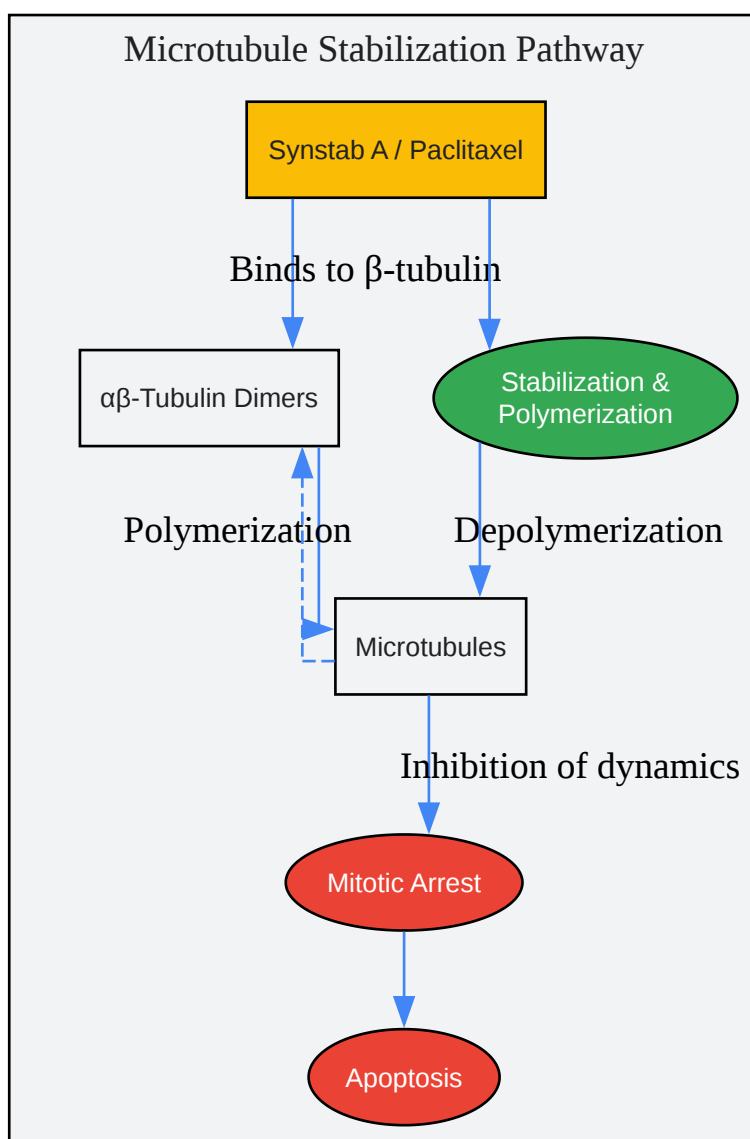 Microtubule Stabilization Pathway
Synstab A / Paclitaxel
Binds to β-tubulin
αβ-Tubulin Dimers
Stabilization &
Polymerization
Polymerization
Depolymerization
Microtubules
Inhibition of dynamics
Mitotic Arrest
Apoptosis